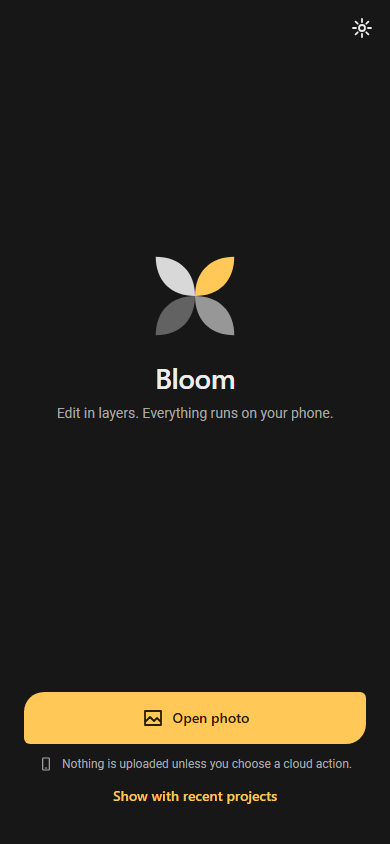 Bloom
Edit in layers. Everything runs on your phone.
Open photo
Nothing is uploaded unless you choose a cloud action.
Show with recent projects